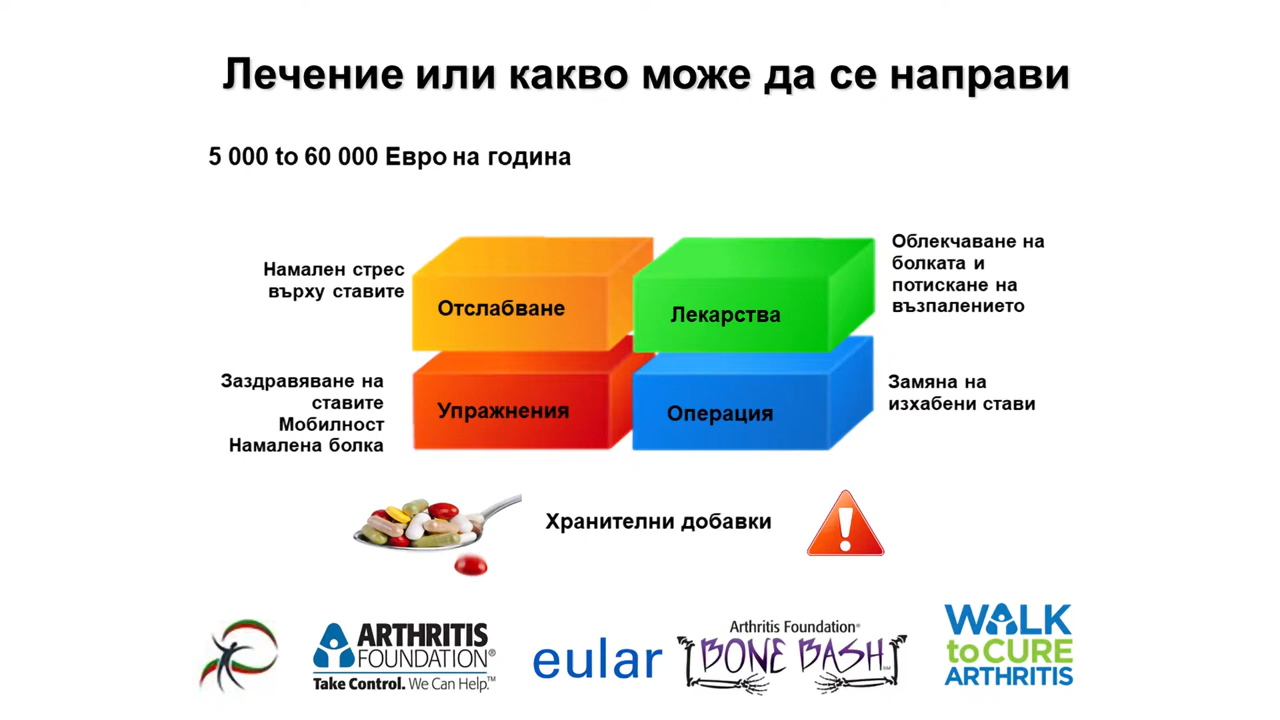 Лечение или какво може да се направи
5 000 to 60 000 Евро на година
Намален стрес
върху ставите
Отслабване
Лекарства
Облекчаване на
болката и
потискане на
възпалението
Заздравяване на
ставите
Мобилност
Намалена болка
Упражнения
Операция
Замяна на
изхабени стави
Хранителни добавки
ARTHRITIS
FOUNDATION®
Take Control. We Can Help.™
eular
Arthritis Foundation®
BONE BASH℠
WALK
to CURE
ARTHRITIS